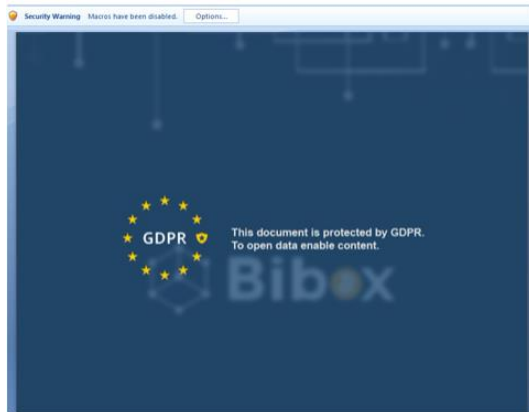 Security Warning Macros have been disabled. Options...
GDPR
This document is protected by GDPR.
To open data enable content.
Bibox